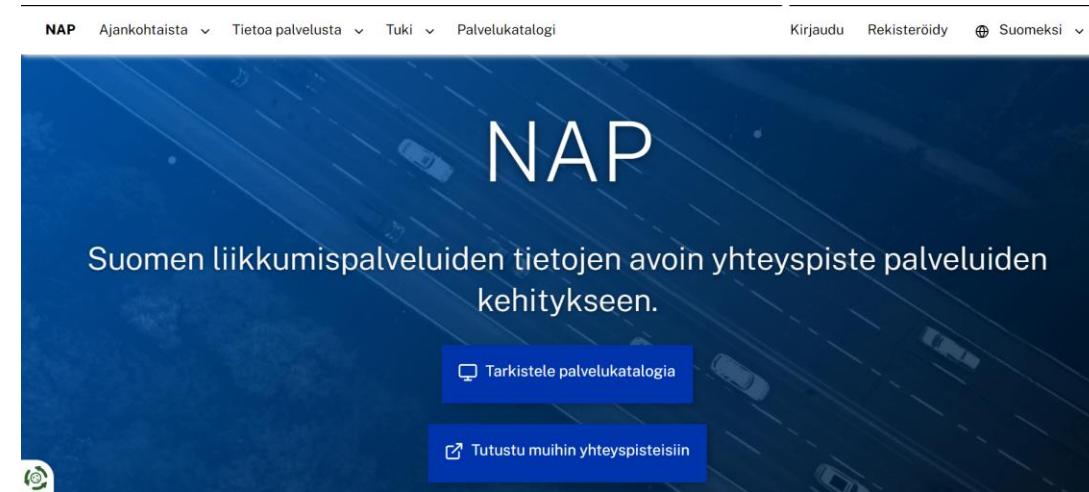 NAP Ajankohtaista Tietoa palvelusta Tuki Palvelukatalogi Kirjaudu Rekisteröidy Suomeksi
NAP
Suomen liikkumispalveluiden tietojen avoin yhteyspiste palveluiden
kehitykseen.
Tarkistele palvelukatalogia
Tutustu muihin yhteyspisteisiin